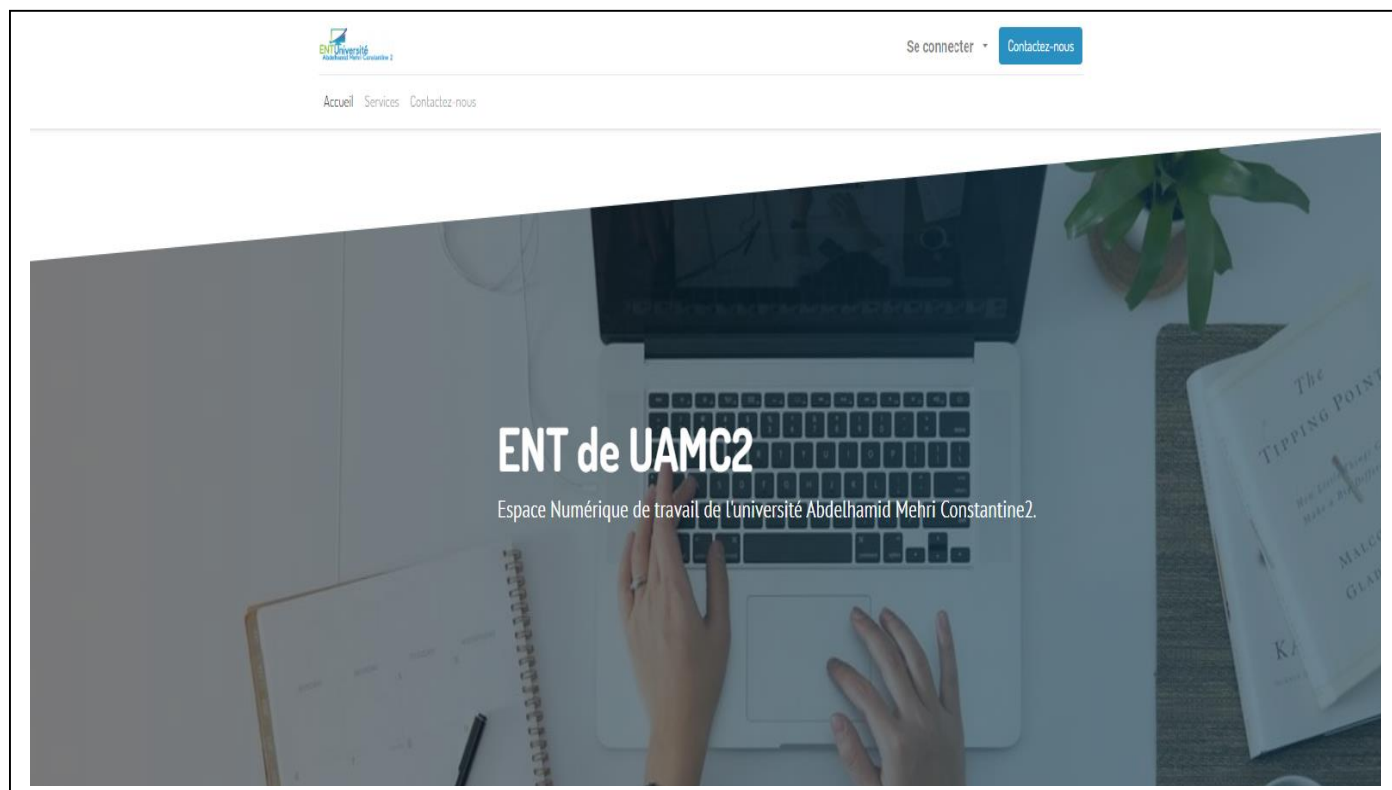 ENTUniversité
Abdelhamid Mehri Constantine 2
Se connecter
Contactez-nous
Accueil Services Contactez-nous
ENT de UAMC2
Espace Numérique de travail de l'université Abdelhamid Mehri Constantine2.
The
TIPPING POINT